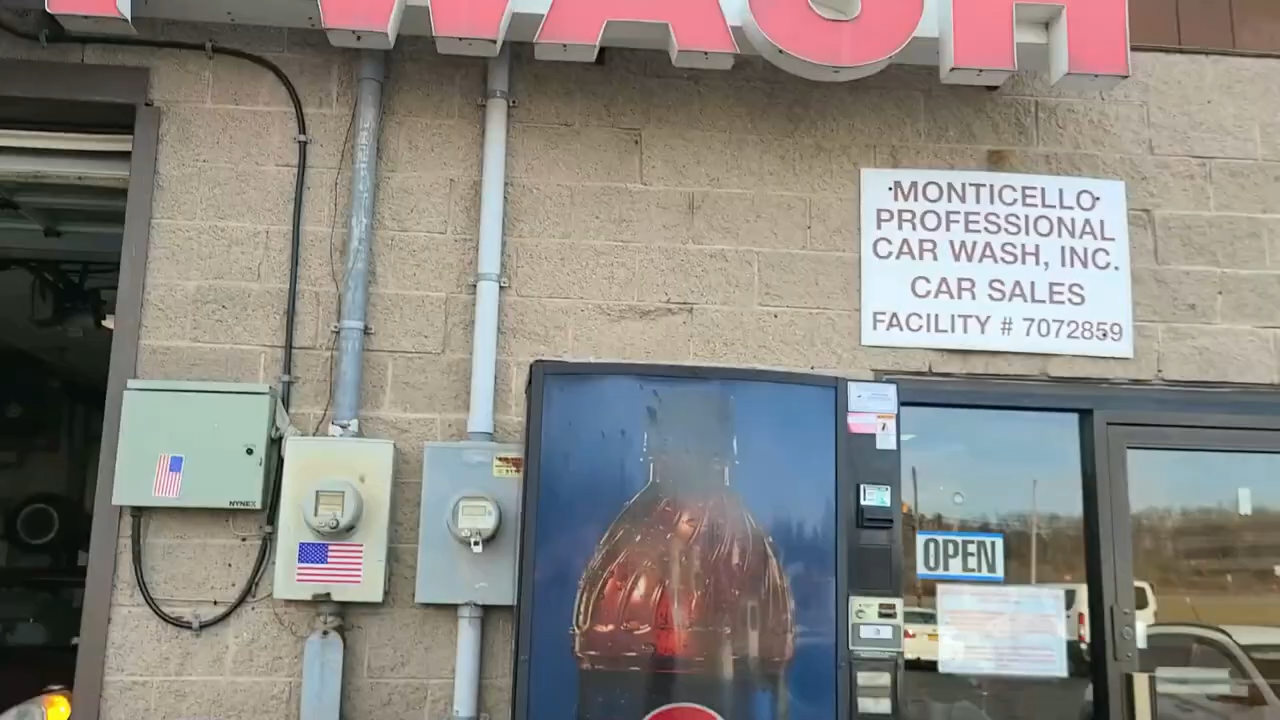 WASH
MONTICELLO
PROFESSIONAL
CAR WASH, INC.
CAR SALES
FACILITY # 7072859
NYNEX
OPEN